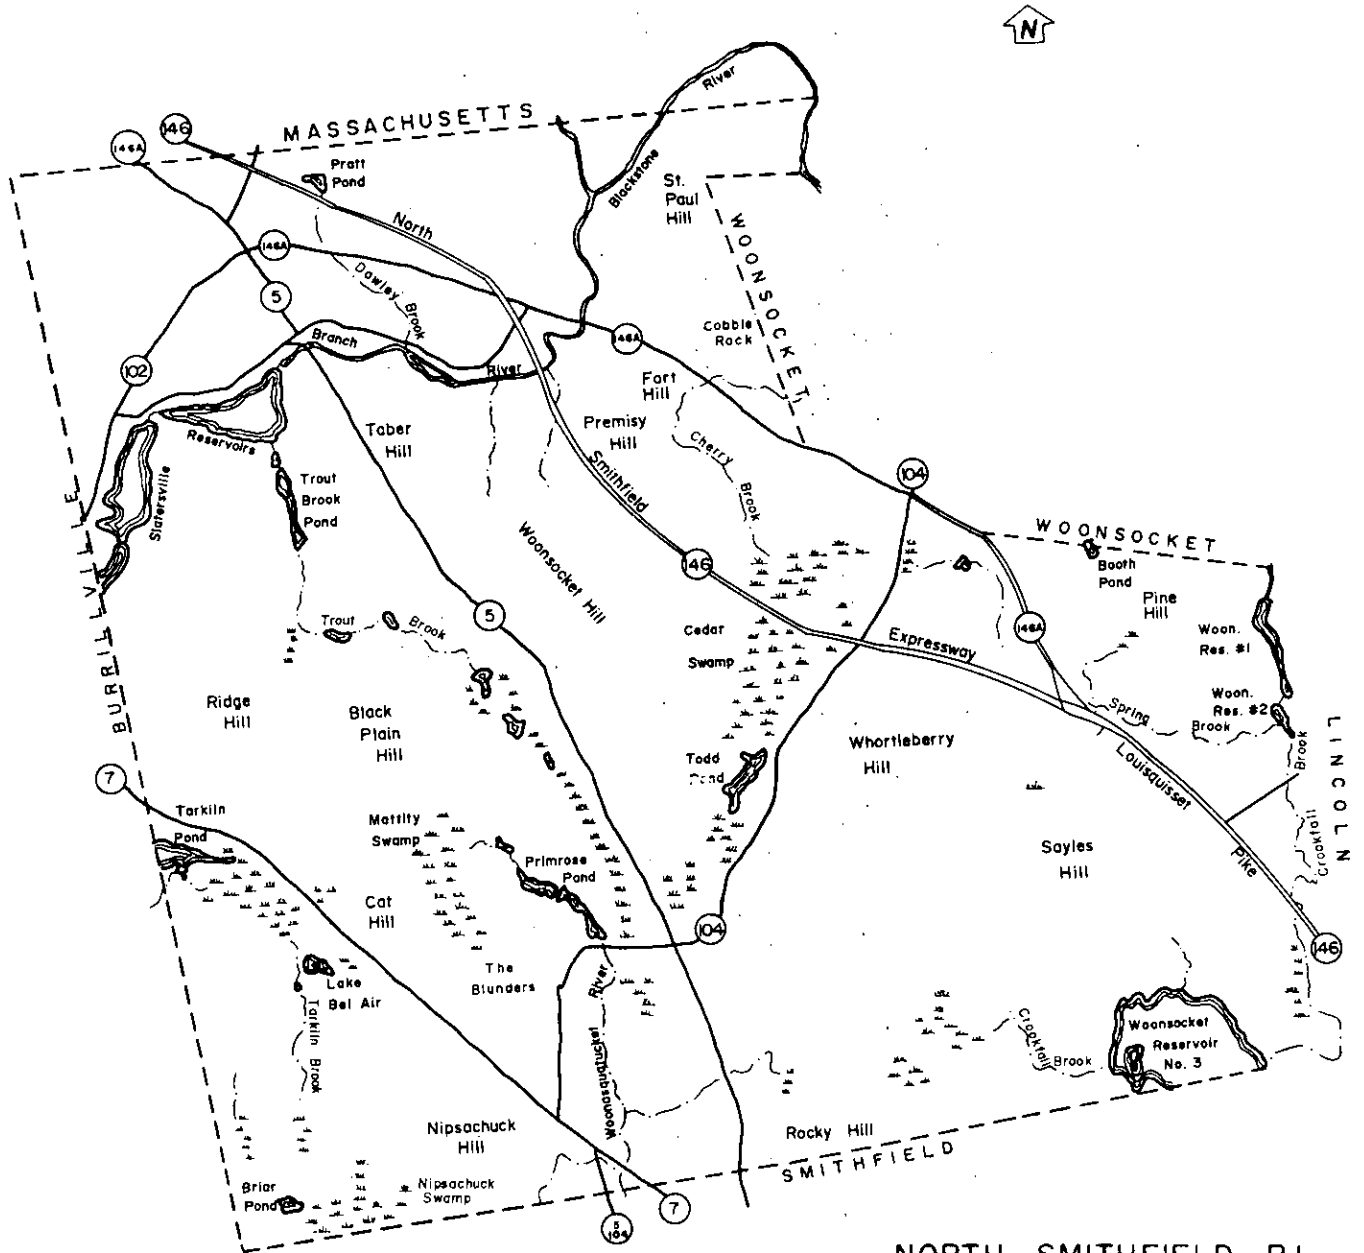 N
River
MASSACHUSETTS
146
146A
Pratt
Pond
Blackstone
St.
Paul
Hill
WOONSOCKET
North
146A
Dawley Brook
5
Branch
River
146A
Cobble
Rock
102
Fort
Hill
Reservoirs
Taber
Hill
Premisy
Hill
Cherry
Brook
Smithfield
Slatersville
Trout
Brook
Pond
104
WOONSOCKET
Booth
Pond
Woonsocket Hill
146
Pine
Hill
BURRILLVILLE
Trout Brook
5
Cedar
Swamp
Expressway
146A
Woon.
Res. #1
Woon.
Res. #2
Ridge
Hill
Black
Plain
Hill
Spring
Brook
Brook
LINCOLN
Whortleberry
Hill
Todd
Pond
Louisquisset
Pike
7
Tarkiln
Pond
Mattity
Swamp
Primrose
Pond
Sayles
Hill
Crookfall
Crookfall
Cat
Hill
104
146
The
Blunders
River
Lake
Bel Air
Tarkiln Brook
Woonasquatucket
Crookfall
Brook
Woonsocket
Reservoir
No. 3
Nipsachuck
Hill
Rocky Hill
SMITHFIELD
Briar
Pond
Nipsachuck
Swamp
7
5
104
NORTH SMITHFIELD, R.I.